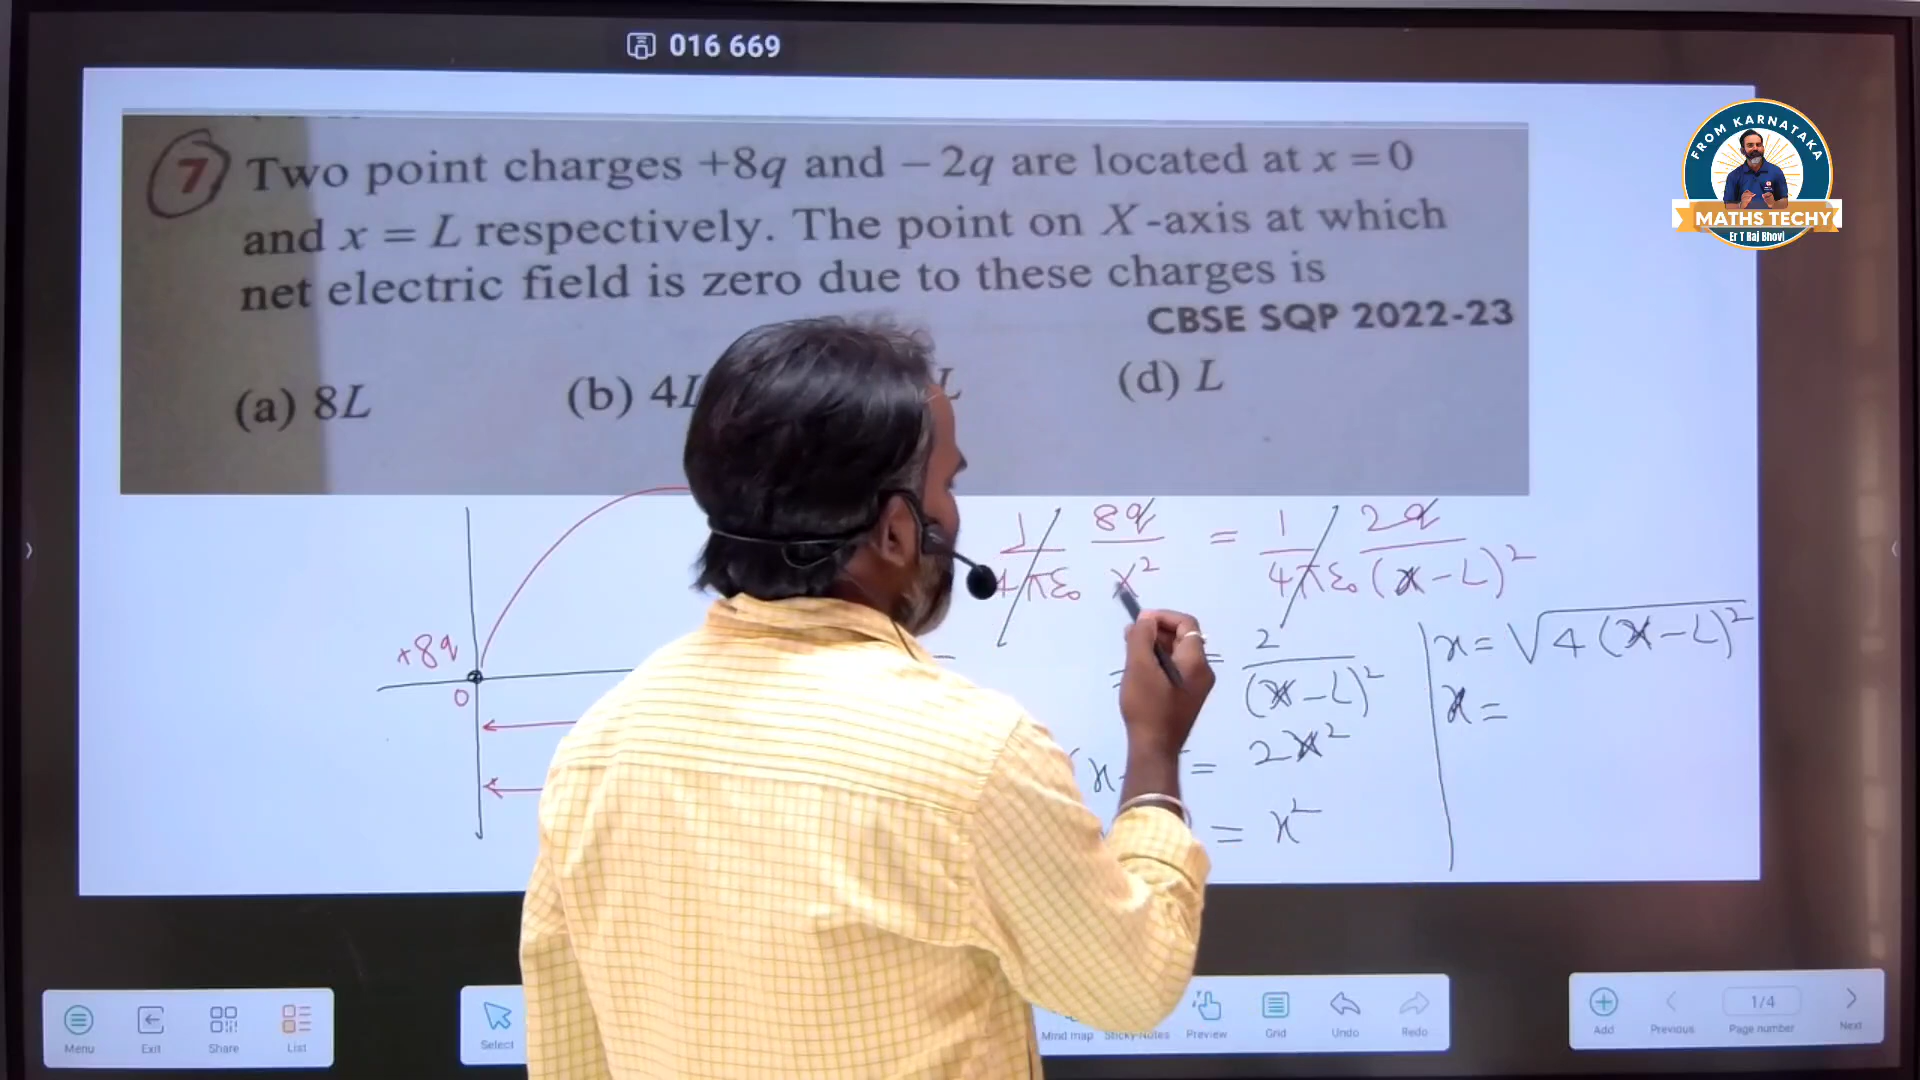 016 669
FROM KARNATAKA
MATHS TECHY
Er T Raj Bhovi
7 Two point charges +8q and −2q are located at x = 0
and x = L respectively. The point on X-axis at which
net electric field is zero due to these charges is
CBSE SQP 2022-23
(a) 8L (b) 4L L (d) L
1/4πε₀ 8q/x² = 1/4πε₀ 2q/(x−L)²
+8q
0
= 2/(x−L)²
= 2x²
= x²
x = √4(x−L)²
x =
Menu Exit Share List Select Mind map Sticky Notes Preview Grid Undo Redo Add Previous 1/4 Page number Next